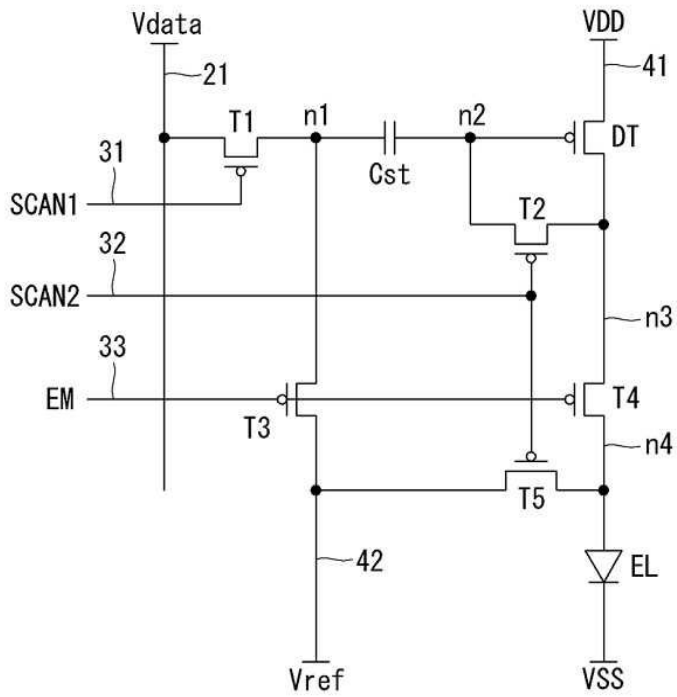 Vdata
VDD
21
41
T1
n1
n2
DT
31
Cst
SCAN1
T2
32
SCAN2
n3
33
EM
T3
T4
n4
T5
42
EL
Vref
VSS